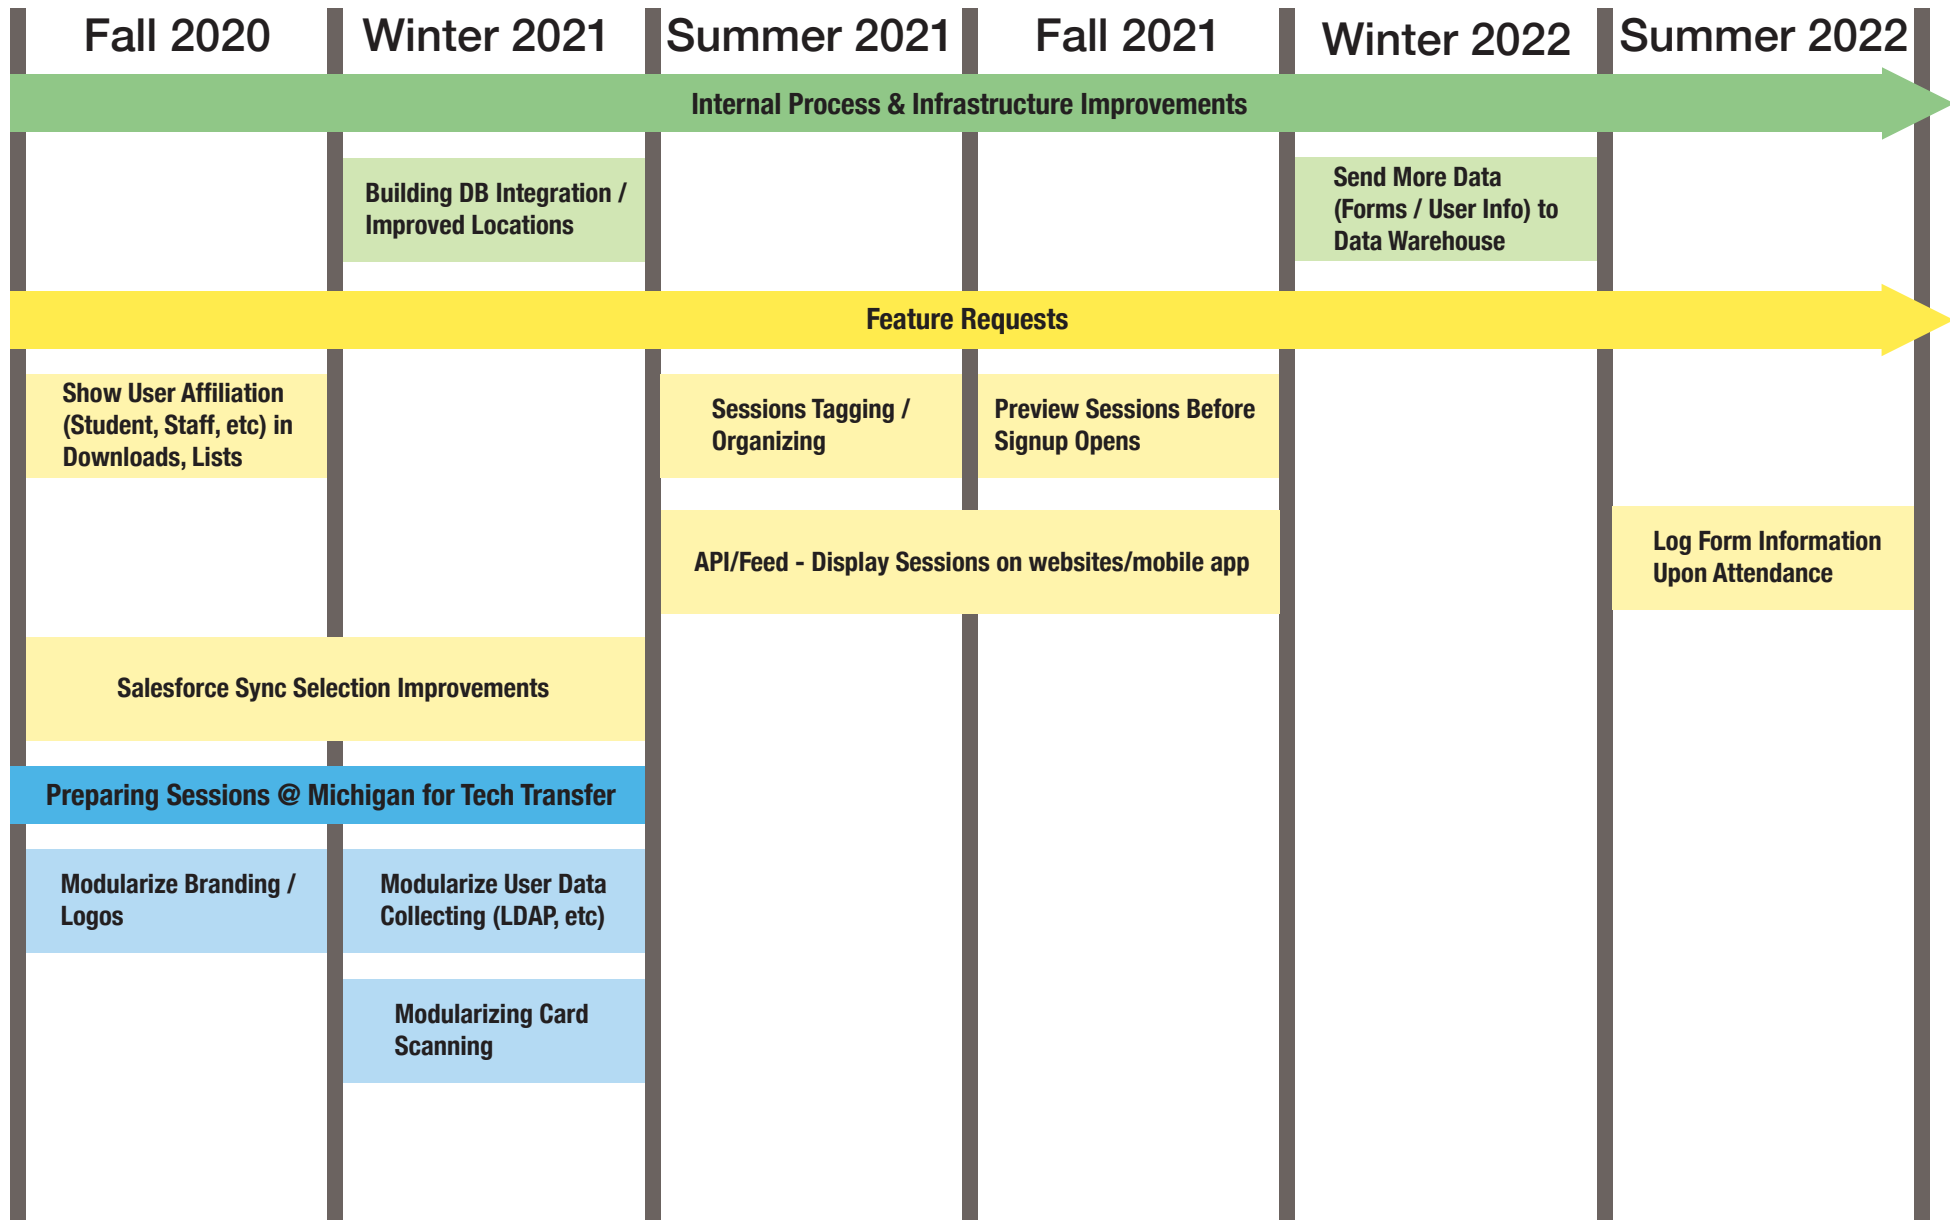 Fall 2020
Winter 2021
Summer 2021
Fall 2021
Winter 2022
Summer 2022
Internal Process & Infrastructure Improvements
Building DB Integration /
Improved Locations
Send More Data
(Forms / User Info) to
Data Warehouse
Feature Requests
Show User Affiliation
(Student, Staff, etc) in
Downloads, Lists
Sessions Tagging /
Organizing
Preview Sessions Before
Signup Opens
API/Feed - Display Sessions on websites/mobile app
Log Form Information
Upon Attendance
Salesforce Sync Selection Improvements
Preparing Sessions @ Michigan for Tech Transfer
Modularize Branding /
Logos
Modularize User Data
Collecting (LDAP, etc)
Modularizing Card
Scanning